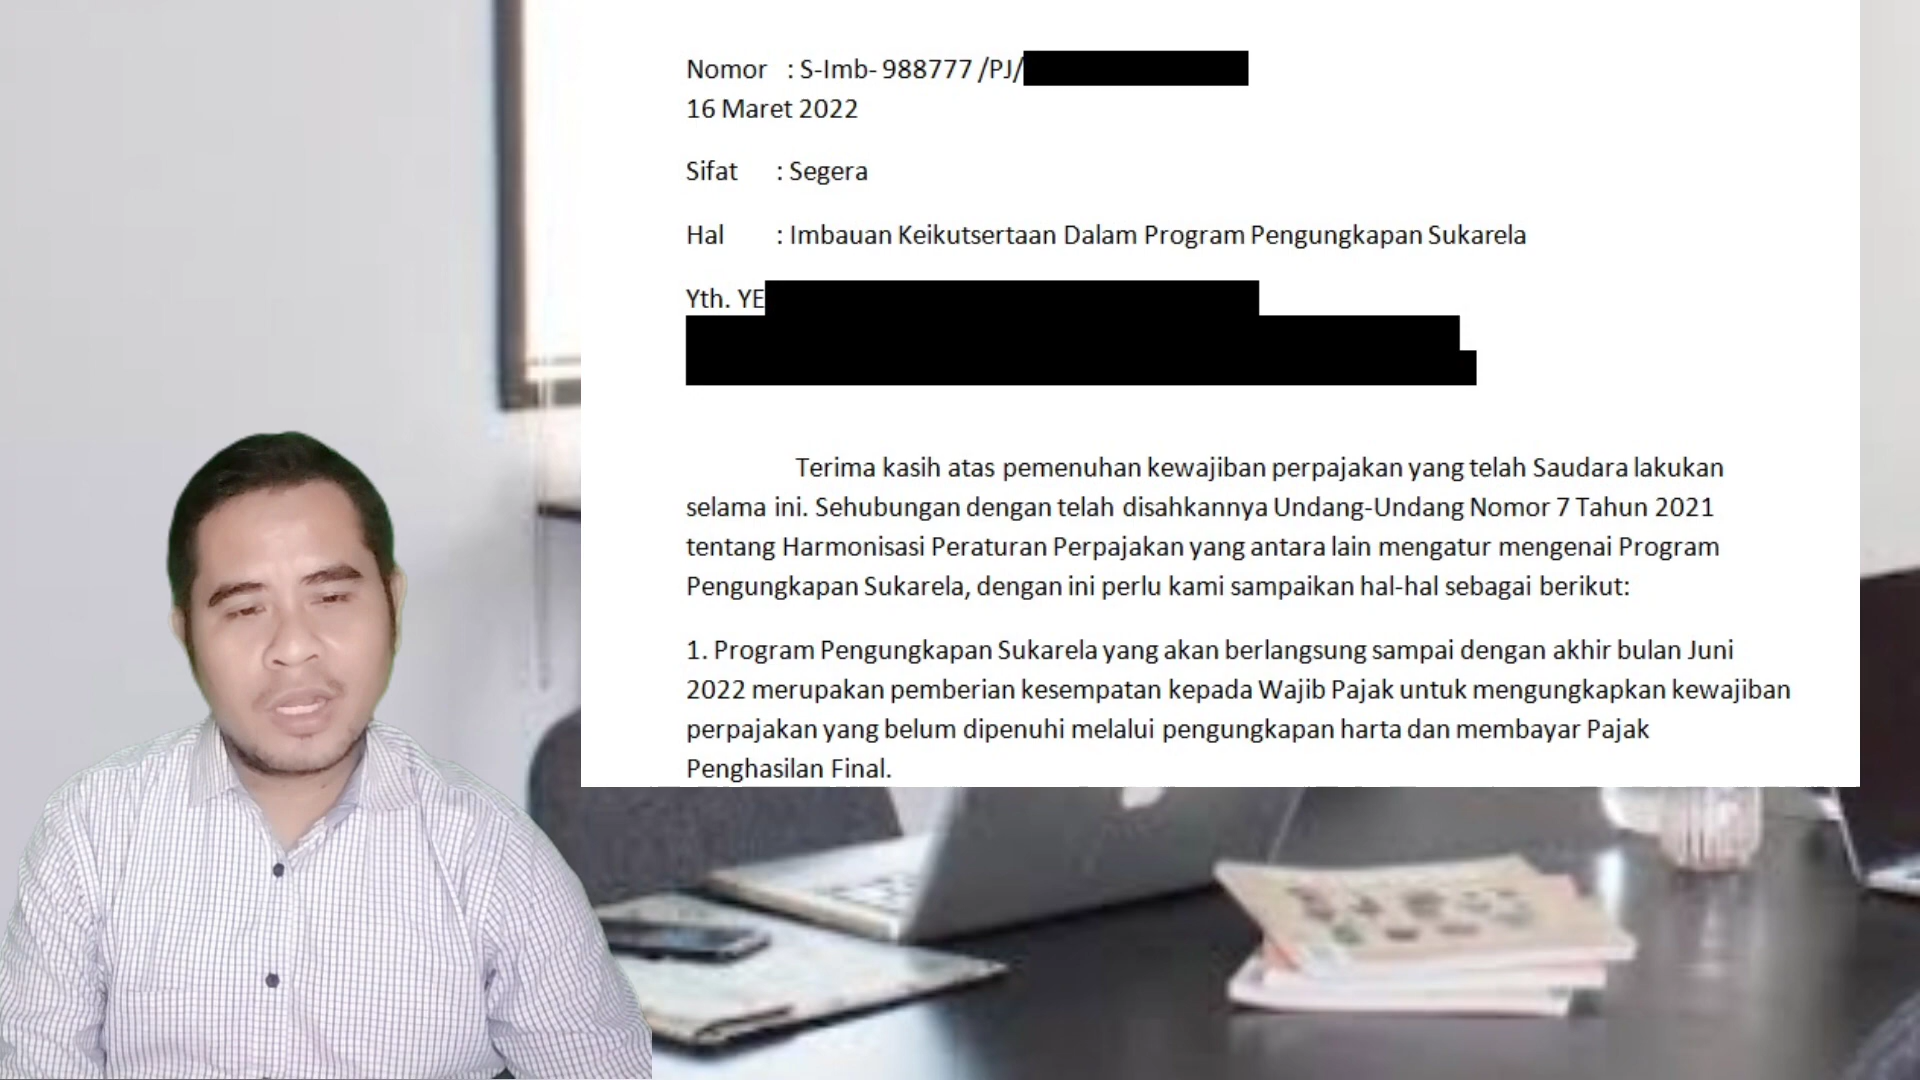 Nomor : S-Imb- 988777 /PJ/
16 Maret 2022
Sifat : Segera
Hal : Imbauan Keikutsertaan Dalam Program Pengungkapan Sukarela
Yth. YE
Terima kasih atas pemenuhan kewajiban perpajakan yang telah Saudara lakukan
selama ini. Sehubungan dengan telah disahkannya Undang-Undang Nomor 7 Tahun 2021
tentang Harmonisasi Peraturan Perpajakan yang antara lain mengatur mengenai Program
Pengungkapan Sukarela, dengan ini perlu kami sampaikan hal-hal sebagai berikut:
1. Program Pengungkapan Sukarela yang akan berlangsung sampai dengan akhir bulan Juni
2022 merupakan pemberian kesempatan kepada Wajib Pajak untuk mengungkapkan kewajiban
perpajakan yang belum dipenuhi melalui pengungkapan harta dan membayar Pajak
Penghasilan Final.